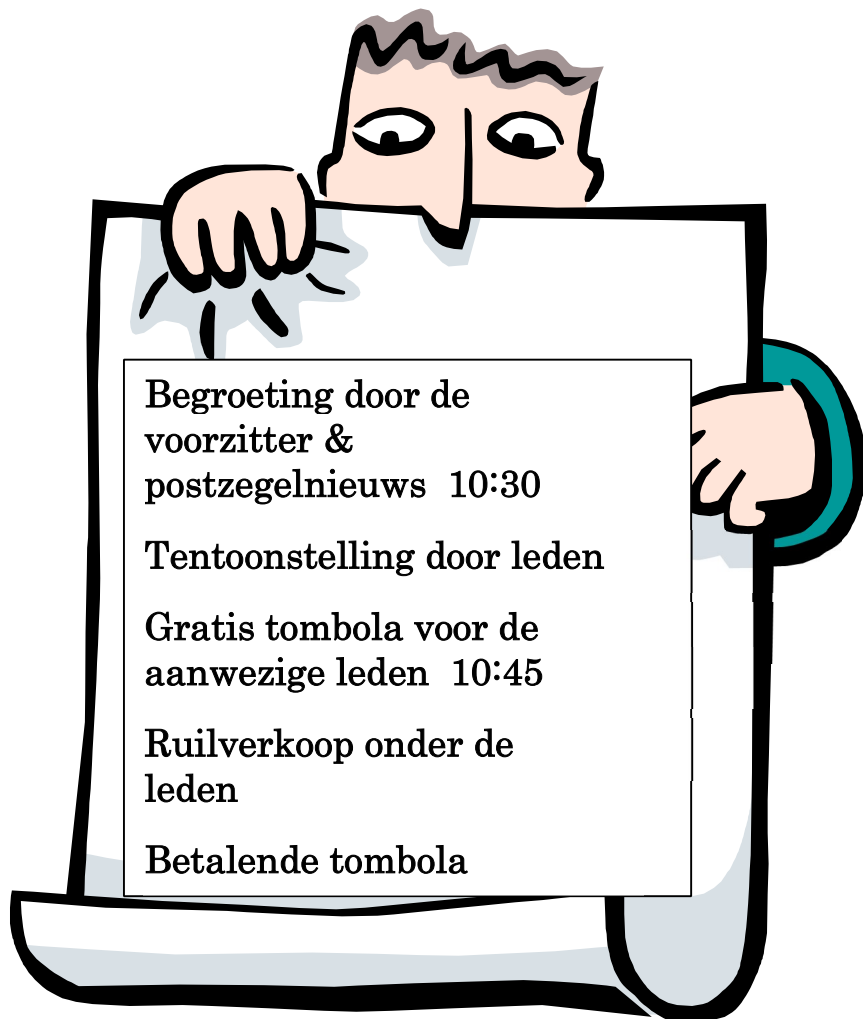 Begroeting door de
voorzitter &
postzegelnieuws  10:30
Tentoonstelling door leden
Gratis tombola voor de
aanwezige leden  10:45
Ruilverkoop onder de
leden
Betalende tombola